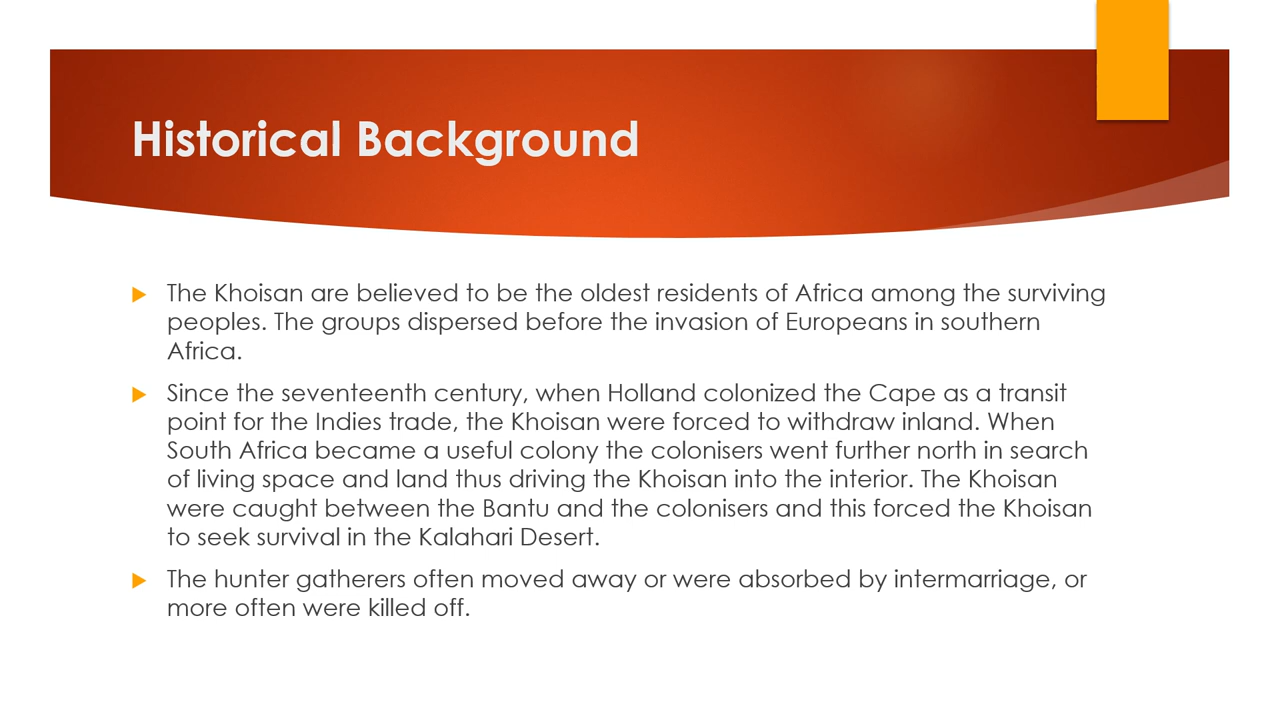 Historical Background
The Khoisan are believed to be the oldest residents of Africa among the surviving
peoples. The groups dispersed before the invasion of Europeans in southern
Africa.
Since the seventeenth century, when Holland colonized the Cape as a transit
point for the Indies trade, the Khoisan were forced to withdraw inland. When
South Africa became a useful colony the colonisers went further north in search
of living space and land thus driving the Khoisan into the interior. The Khoisan
were caught between the Bantu and the colonisers and this forced the Khoisan
to seek survival in the Kalahari Desert.
The hunter gatherers often moved away or were absorbed by intermarriage, or
more often were killed off.